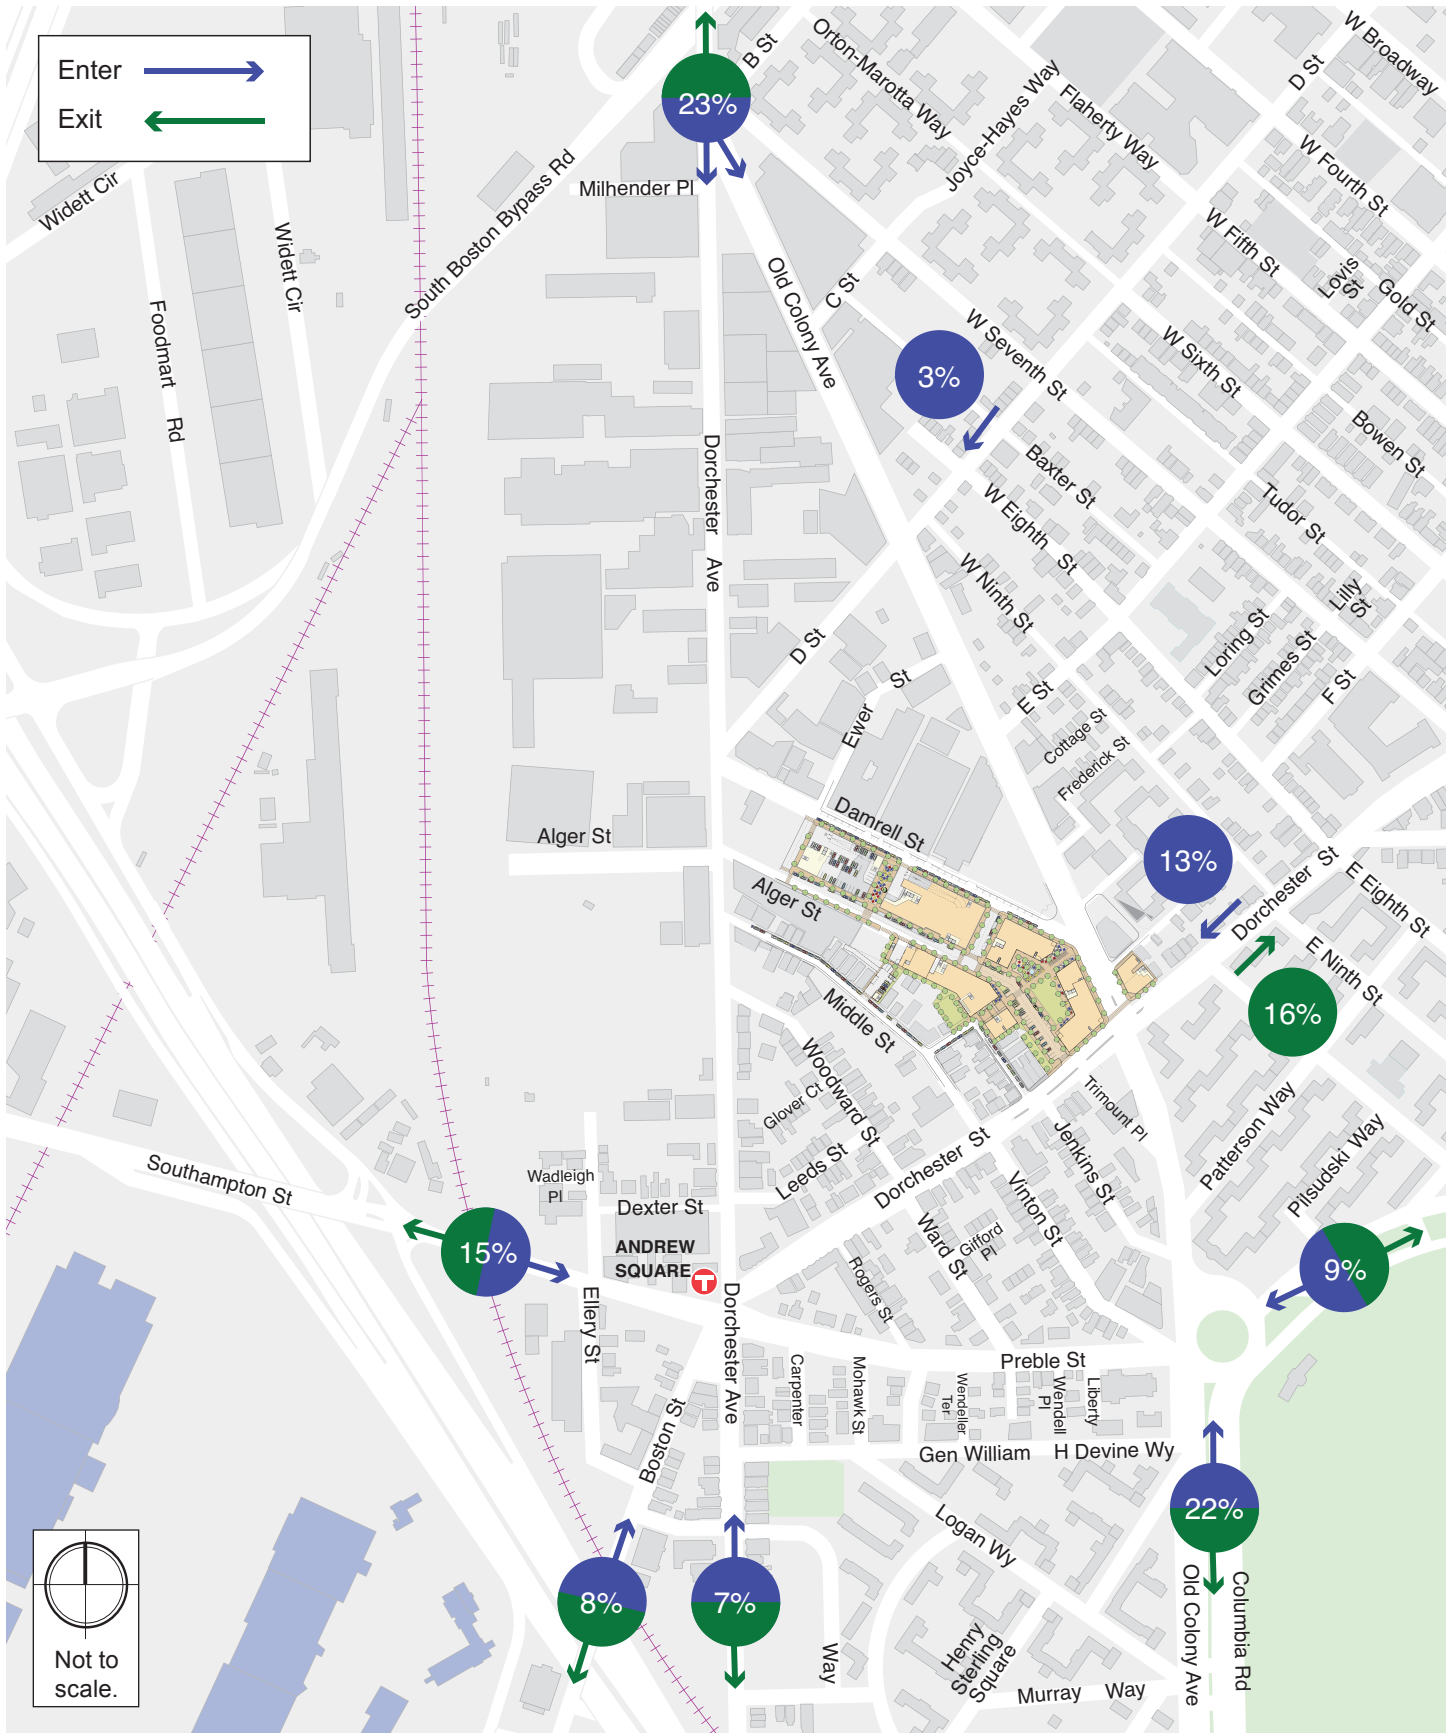 Enter
Exit
23%
B St
Orton-Marotta Way
Joyce-Hayes Way
Flaherty Way
D St
W Broadway
W Fourth St
Widett Cir
Widett Cir
Foodmart Rd
South Boston Bypass Rd
Milhender Pl
Old Colony Ave
C St
W Fifth St
Lovis
St
Gold St
3%
W Seventh St
W Sixth St
Bowen St
Dorchester Ave
Baxter St
W Eighth St
Tudor St
W Ninth St
Lilly
St
D St
Ewer St
E St
Loring St
Grimes St
F St
Cottage St
Frederick St
Damrell St
Alger St
Alger St
13%
Dorchester St
E Eighth St
E Ninth St
16%
Middle St
Woodward St
Glover Ct
Leeds St
Dorchester St
Trimount Pl
Jenkins St
Vinton St
Patterson Way
Pilsudski Way
Southampton St
Wadleigh
Pl
Dexter St
ANDREW
SQUARE
T
15%
Ward St
Gifford
Pl
Rogers St
9%
Ellery St
Dorchester Ave
Preble St
Carpenter
Mohawk St
Wendeller
Ter
Wendell
Pl
Liberty
Boston St
Gen William H Devine Wy
Logan Wy
22%
8%
7%
Way
Henry
Sterling
Square
Murray Way
Old Colony Ave
Columbia Rd
Not to
scale.